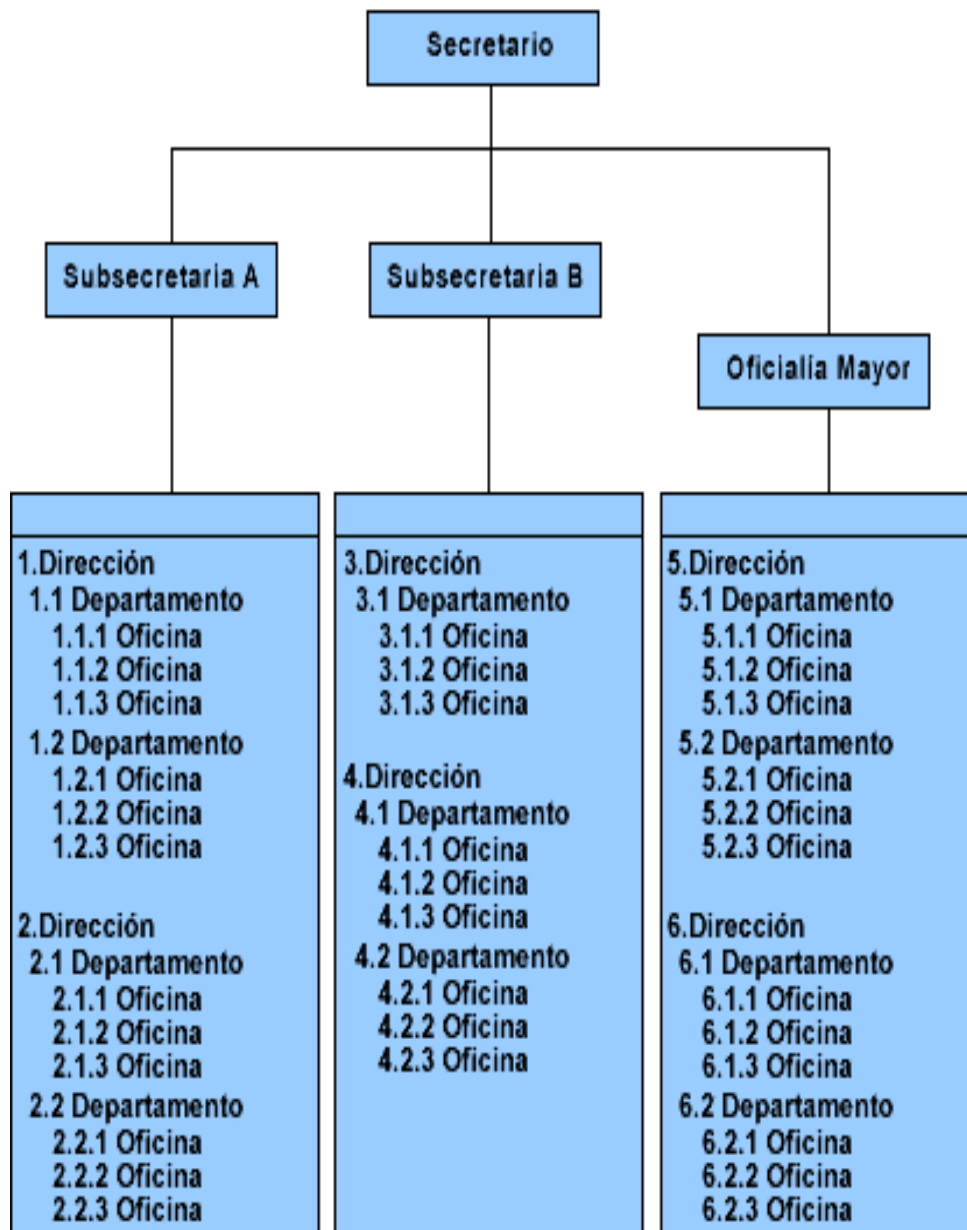 Secretario
Subsecretaria A
Subsecretaria B
Oficialía Mayor
1.Dirección
1.1 Departamento
1.1.1 Oficina
1.1.2 Oficina
1.1.3 Oficina
1.2 Departamento
1.2.1 Oficina
1.2.2 Oficina
1.2.3 Oficina
2.Dirección
2.1 Departamento
2.1.1 Oficina
2.1.2 Oficina
2.1.3 Oficina
2.2 Departamento
2.2.1 Oficina
2.2.2 Oficina
2.2.3 Oficina
3.Dirección
3.1 Departamento
3.1.1 Oficina
3.1.2 Oficina
3.1.3 Oficina
4.Dirección
4.1 Departamento
4.1.1 Oficina
4.1.2 Oficina
4.1.3 Oficina
4.2 Departamento
4.2.1 Oficina
4.2.2 Oficina
4.2.3 Oficina
5.Dirección
5.1 Departamento
5.1.1 Oficina
5.1.2 Oficina
5.1.3 Oficina
5.2 Departamento
5.2.1 Oficina
5.2.2 Oficina
5.2.3 Oficina
6.Dirección
6.1 Departamento
6.1.1 Oficina
6.1.2 Oficina
6.1.3 Oficina
6.2 Departamento
6.2.1 Oficina
6.2.2 Oficina
6.2.3 Oficina